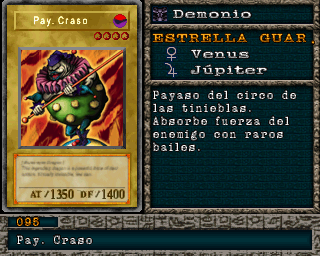 Pay. Craso
AT/1350 DF/1400
Demonio
ESTRELLA GUAR.
♀ Venus
♃ Júpiter
Payaso del circo de
las tinieblas.
Absorbe fuerza del
enemigo con raros
bailes.
095
Pay. Craso